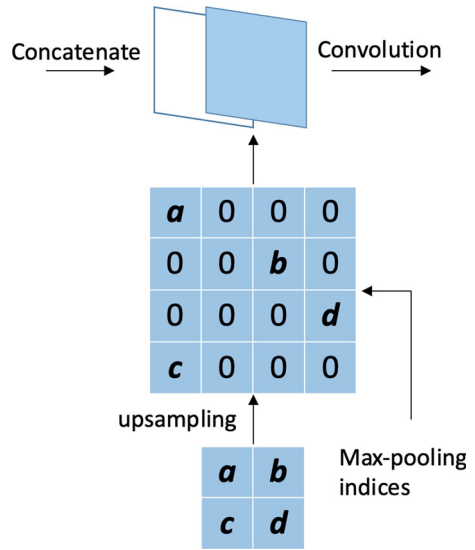 Concatenate
Convolution
a 0 0 0
0 0 b 0
0 0 0 d
c 0 0 0
upsampling
a b
c d
Max-pooling
indices